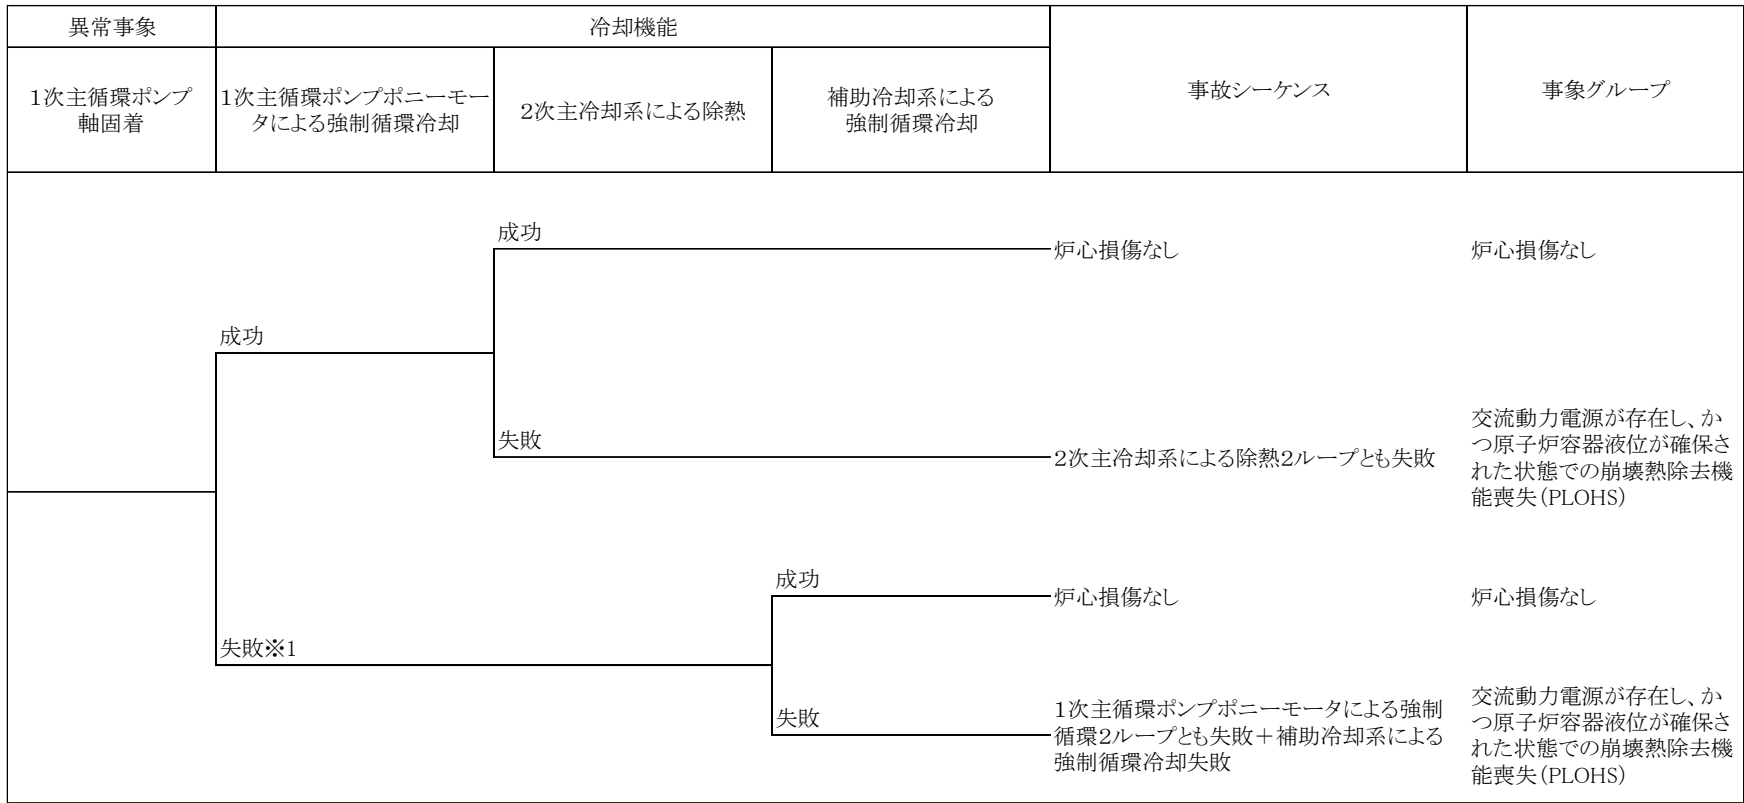 異常事象
冷却機能
事故シーケンス
事象グループ
1次主循環ポンプ
軸固着
1次主循環ポンプポニーモー
タによる強制循環冷却
2次主冷却系による除熱
補助冷却系による
強制循環冷却
成功
炉心損傷なし
炉心損傷なし
成功
失敗
2次主冷却系による除熱2ループとも失敗
交流動力電源が存在し、か
つ原子炉容器液位が確保さ
れた状態での崩壊熱除去機
能喪失(PLOHS)
成功
炉心損傷なし
炉心損傷なし
失敗※1
失敗
1次主循環ポンプポニーモータによる強制
循環2ループとも失敗+補助冷却系による
強制循環冷却失敗
交流動力電源が存在し、か
つ原子炉容器液位が確保さ
れた状態での崩壊熱除去機
能喪失(PLOHS)